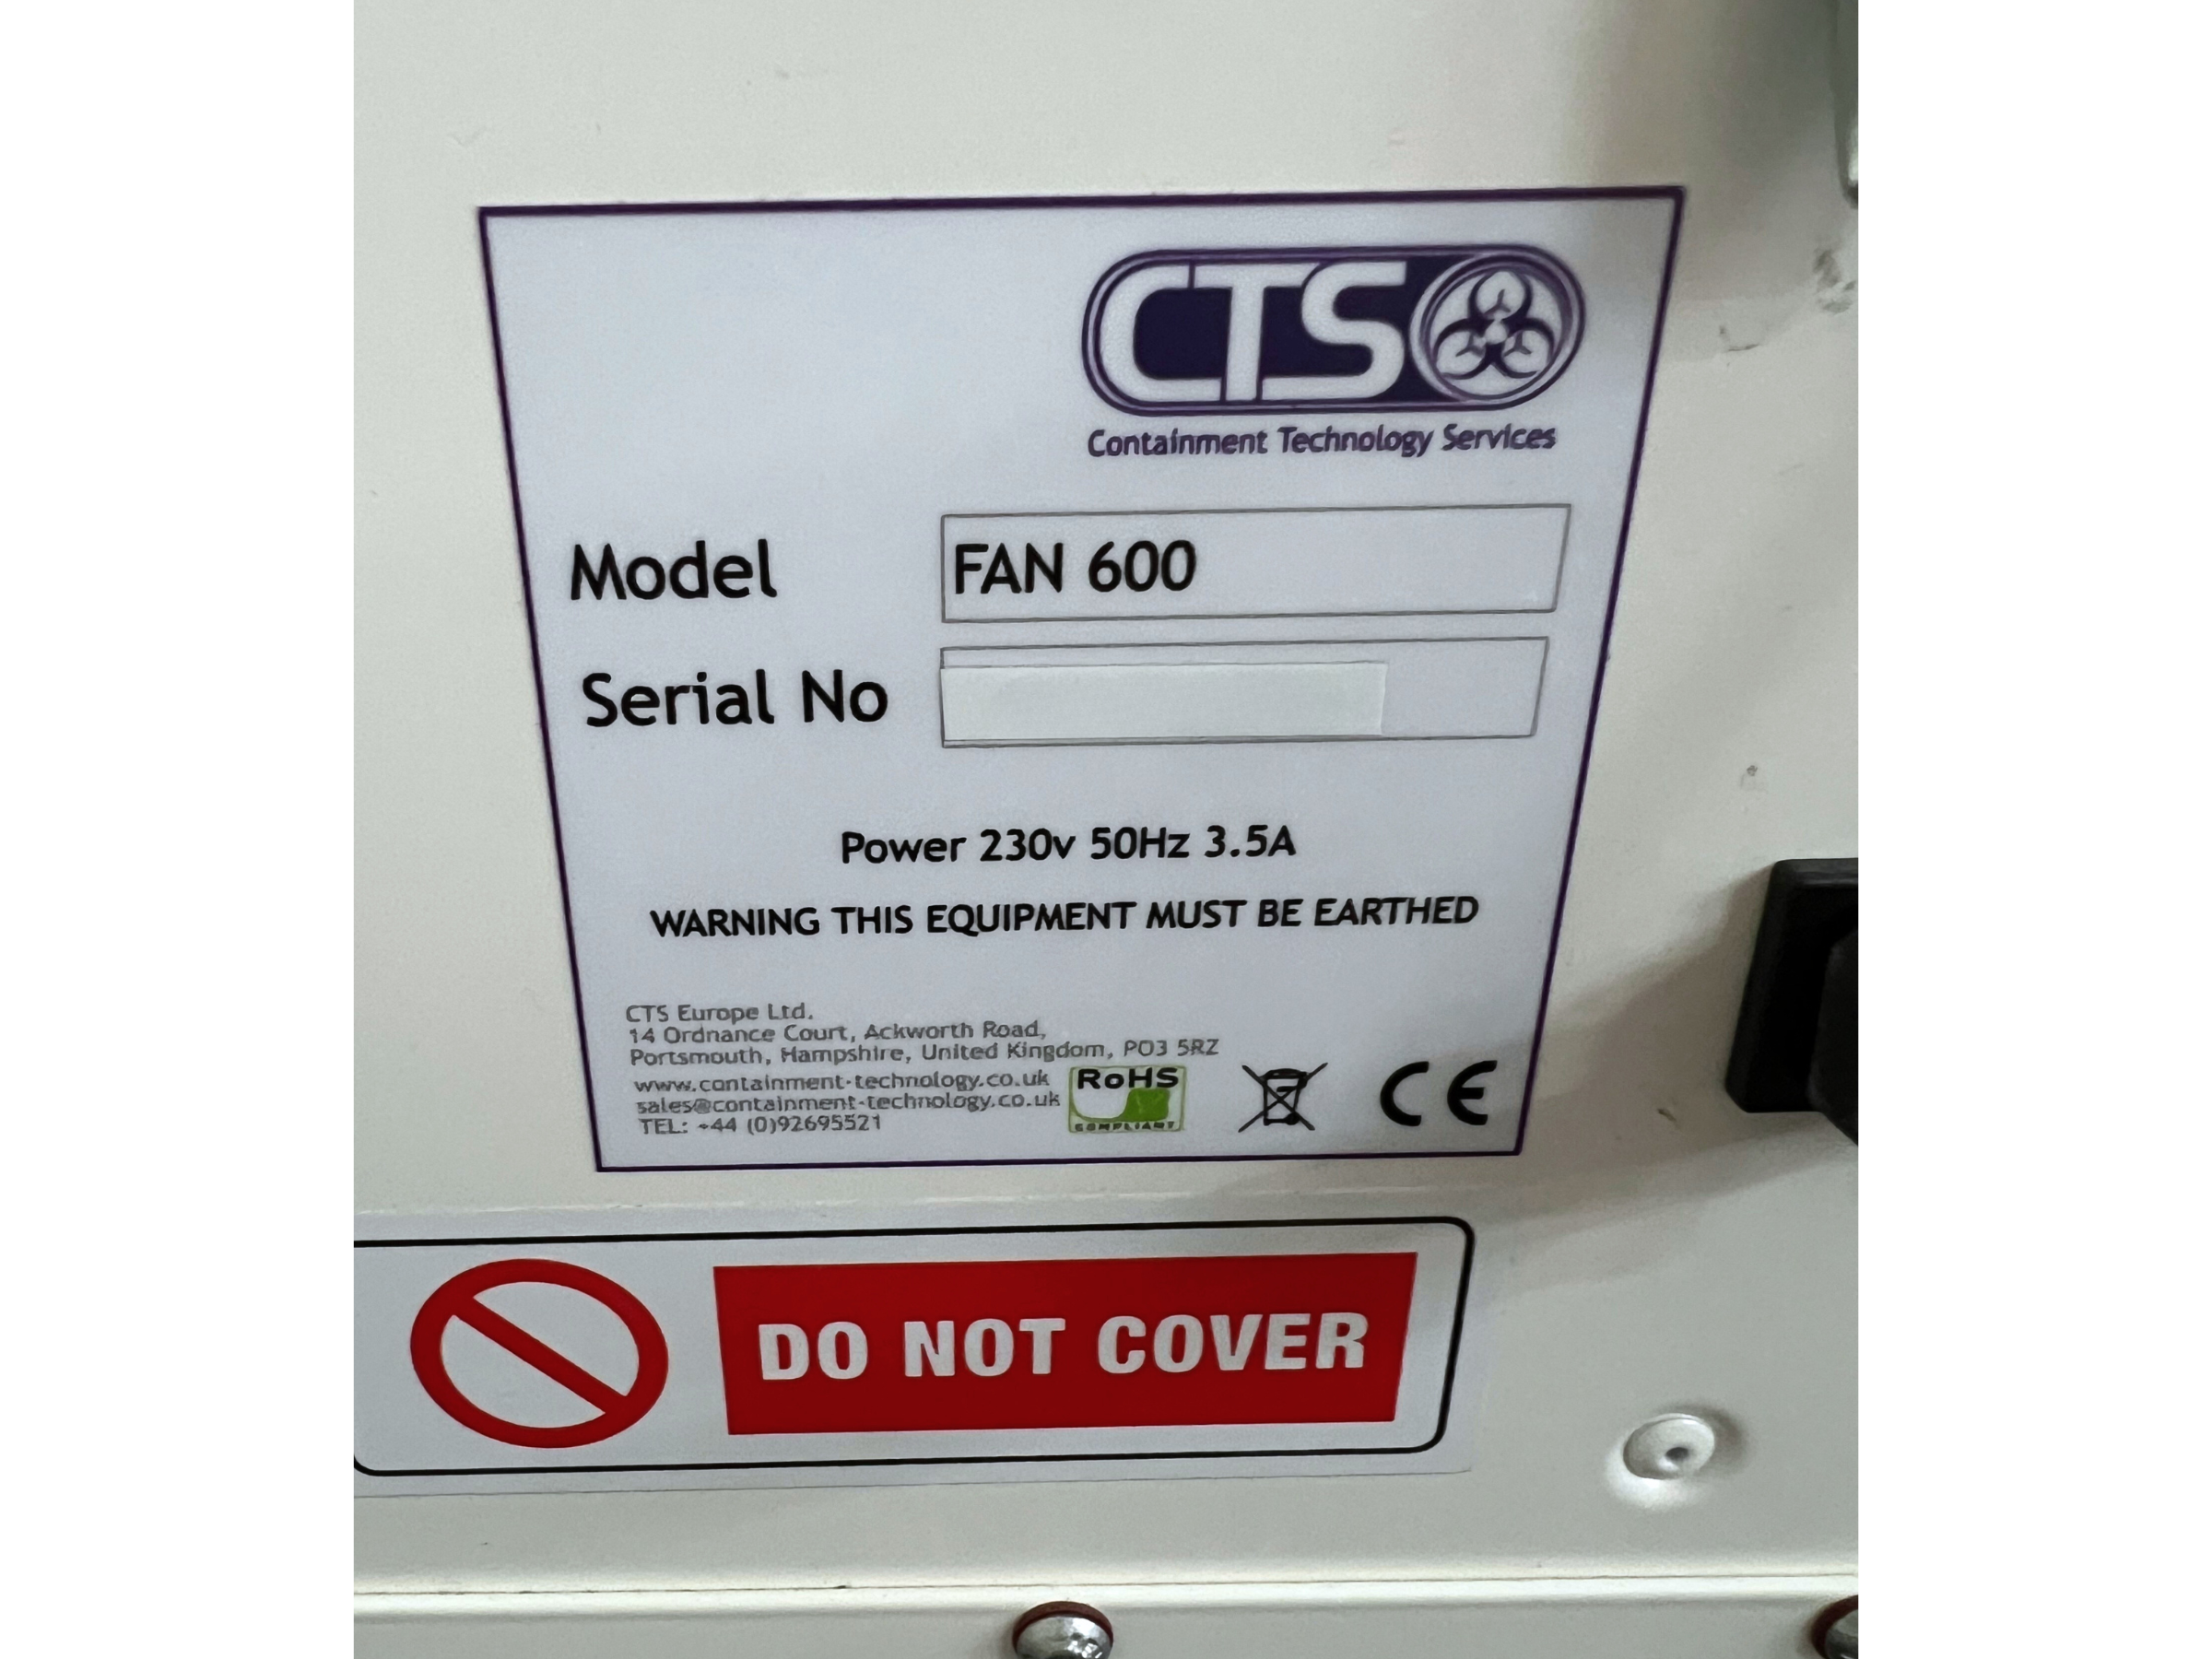 CTS
Containment Technology Services
Model FAN 600
Serial No
Power 230v 50Hz 3.5A
WARNING THIS EQUIPMENT MUST BE EARTHED
CTS Europe Ltd.
14 Ordnance Court, Ackworth Road,
Portsmouth, Hampshire, United Kingdom, PO3 5RZ
www.containment-technology.co.uk
sales@containment-technology.co.uk
TEL: +44 (0)92695521
RoHS
COMPLIANT
CE
DO NOT COVER